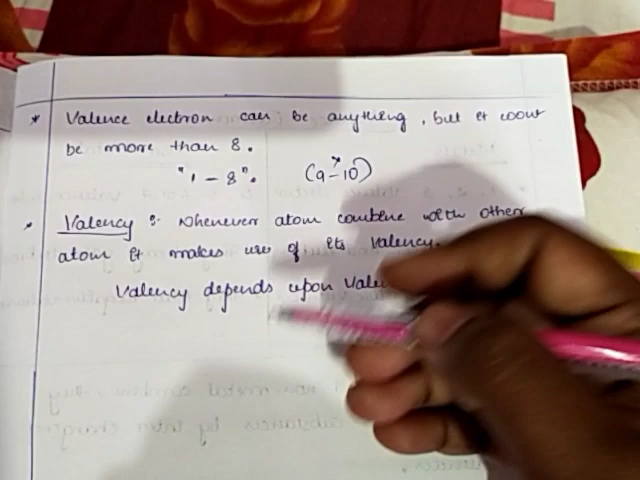 * Valence electron can be anything, but it wont
be more than 8.
"1 - 8". (9-10)
* Valency :- Whenever atom combine with other
atom it makes use of its valency.
Valency depends upon